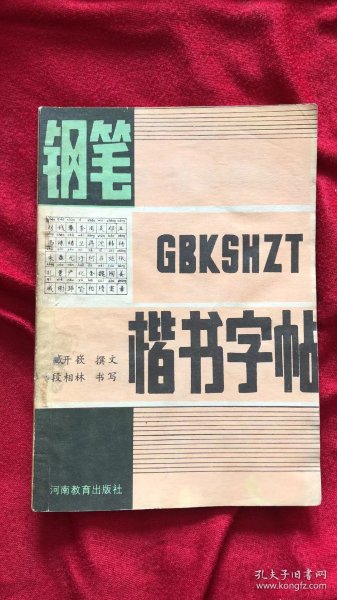 钢笔
GBKSHZT
楷书字帖
臧开嵚 撰文
段相林 书写
河南教育出版社
孔夫子旧书网
www.kongfz.com